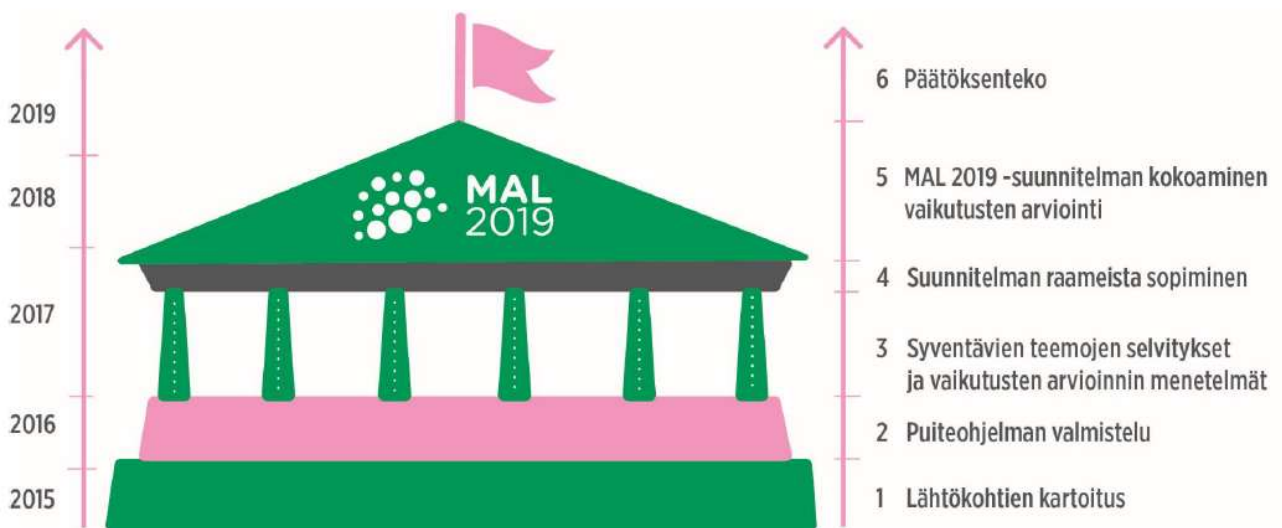 2019
2018
2017
2016
2015
MAL
2019
6 Päätöksenteko
5 MAL 2019 -suunnitelman kokoaminen
vaikutusten arviointi
4 Suunnitelman raameista sopiminen
3 Syventävien teemojen selvitykset
ja vaikutusten arvioinnin menetelmät
2 Puiteohjelman valmistelu
1 Lähtökohtien kartoitus